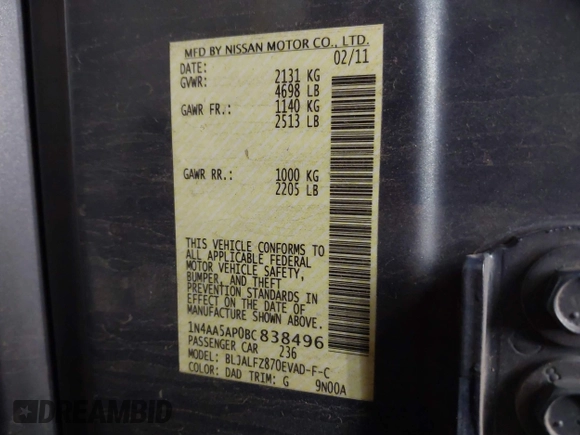 MFD BY NISSAN MOTOR CO., LTD.
DATE: 02/11
GVWR: 2131 KG
4698 LB
GAWR FR.: 1140 KG
2513 LB
GAWR RR.: 1000 KG
2205 LB
THIS VEHICLE CONFORMS TO
ALL APPLICABLE FEDERAL
MOTOR VEHICLE SAFETY,
BUMPER, AND THEFT
PREVENTION STANDARDS IN
EFFECT ON THE DATE OF
MANUFACTURE SHOWN ABOVE.
1N4AA5AP0BC838496
PASSENGER CAR 236
MODEL: BLJALFZ870EVAD-F-C
COLOR: DAD TRIM: G 9N00A
DREAMBID